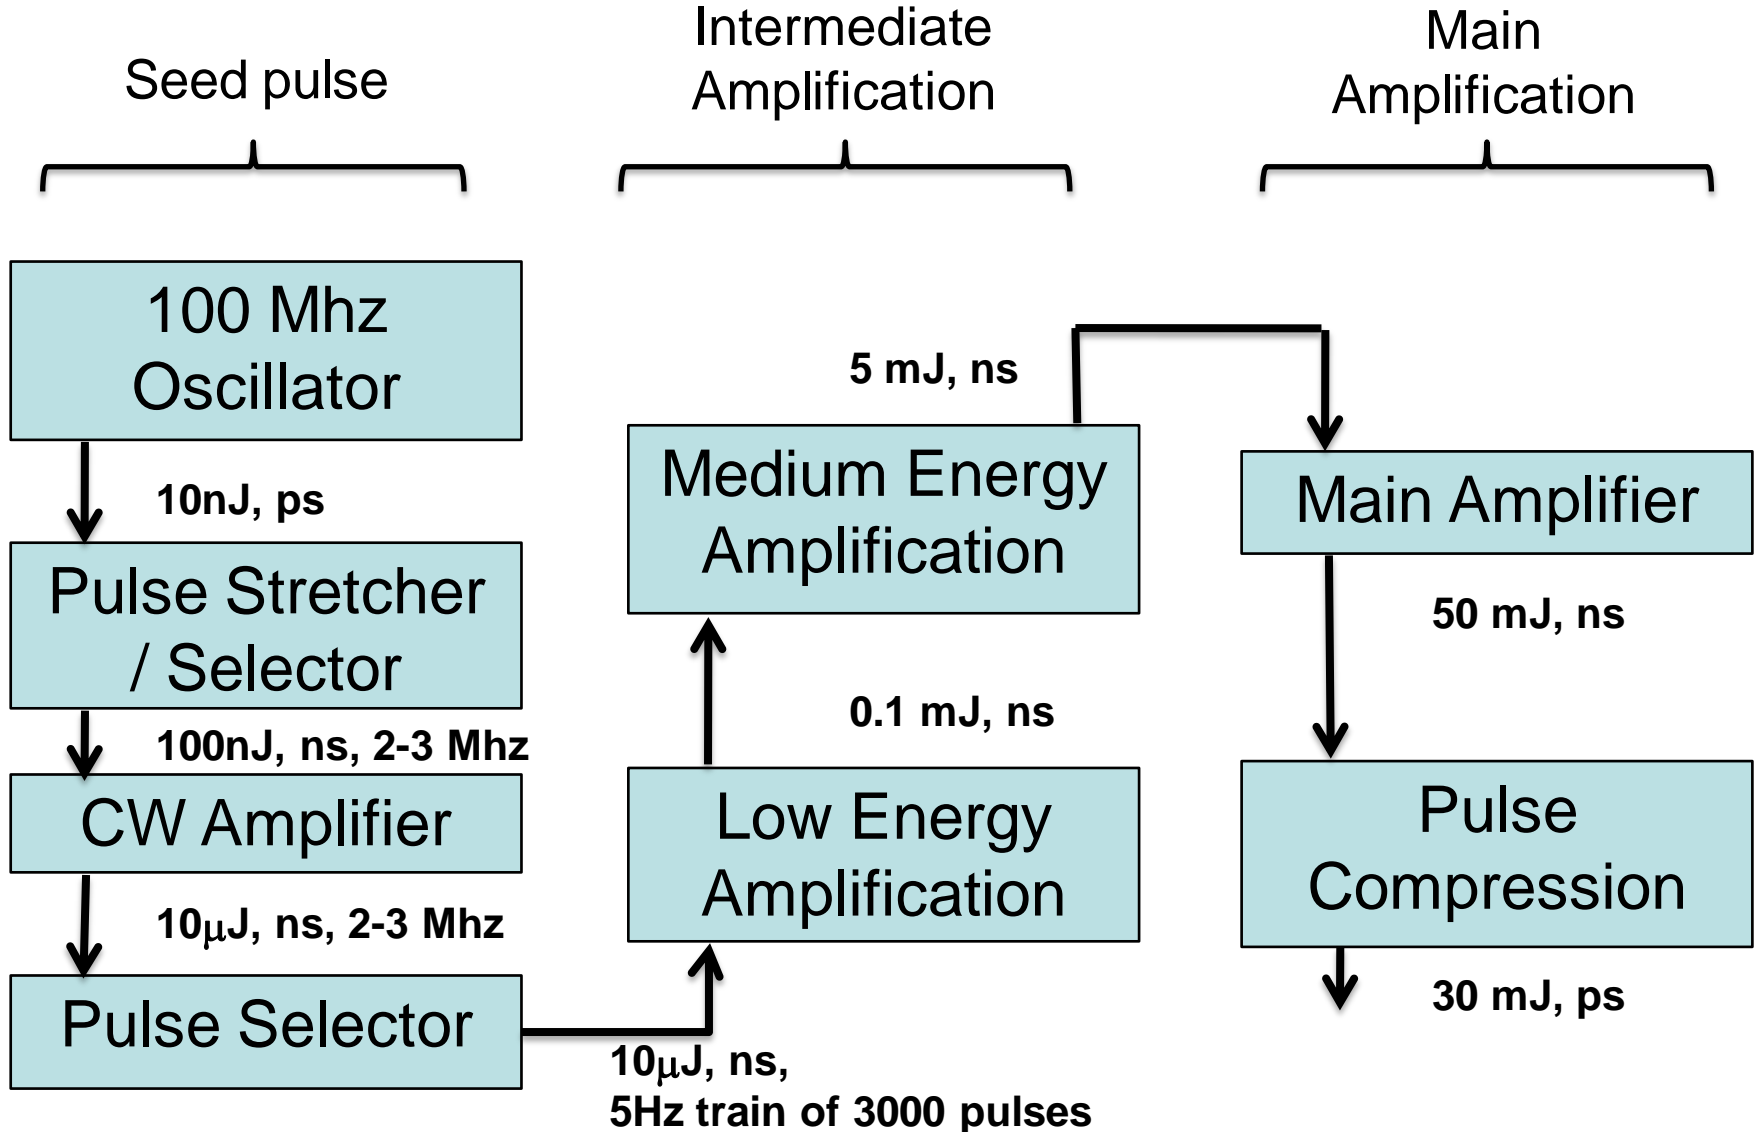 Seed pulse
Intermediate
Amplification
Main
Amplification
100 Mhz
Oscillator
10nJ, ps
Pulse Stretcher
/ Selector
100nJ, ns, 2-3 Mhz
CW Amplifier
10μJ, ns, 2-3 Mhz
Pulse Selector
10μJ, ns,
5Hz train of 3000 pulses
Low Energy
Amplification
0.1 mJ, ns
Medium Energy
Amplification
5 mJ, ns
Main Amplifier
50 mJ, ns
Pulse
Compression
30 mJ, ps